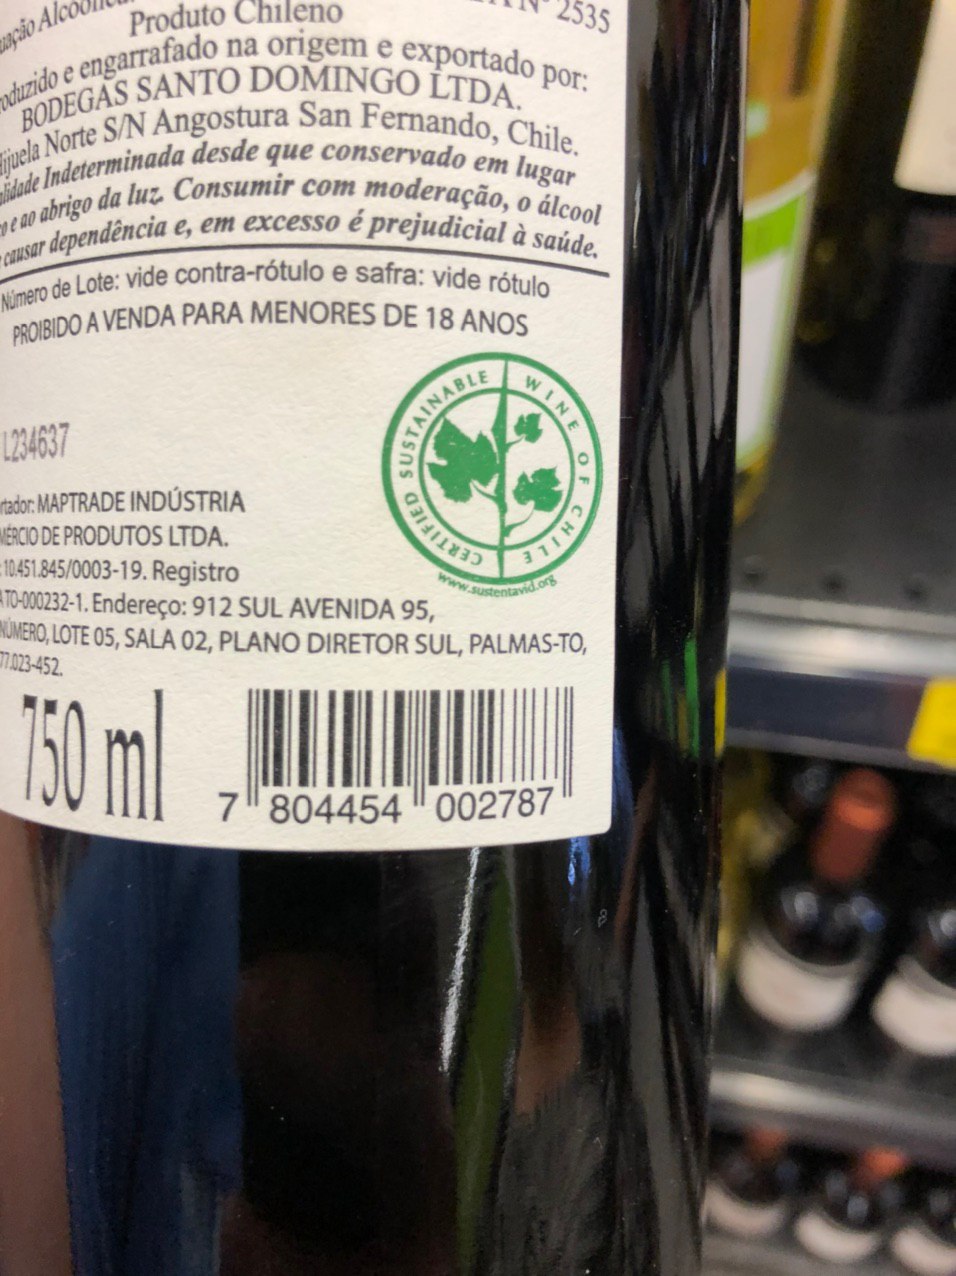 Nº 2535
Produto Chileno
e engarrafado na origem e exportado por:
BODEGAS SANTO DOMINGO LTDA.
Norte S/N Angostura San Fernando, Chile.
Indeterminada desde que conservado em lugar
e ao abrigo da luz. Consumir com moderação, o álcool
causar dependência e, em excesso é prejudicial à saúde.
Número de Lote: vide contra-rótulo e safra: vide rótulo
PROIBIDO A VENDA PARA MENORES DE 18 ANOS
CERTIFIED SUSTAINABLE WINE OF CHILE
www.sustentavid.org
L234637
MAPTRADE INDÚSTRIA
DE PRODUTOS LTDA.
10.451.845/0003-19. Registro
TO-000232-1. Endereço: 912 SUL AVENIDA 95,
NÚMERO, LOTE 05, SALA 02, PLANO DIRETOR SUL, PALMAS-TO,
77.023-452.
750 ml
7 804454 002787